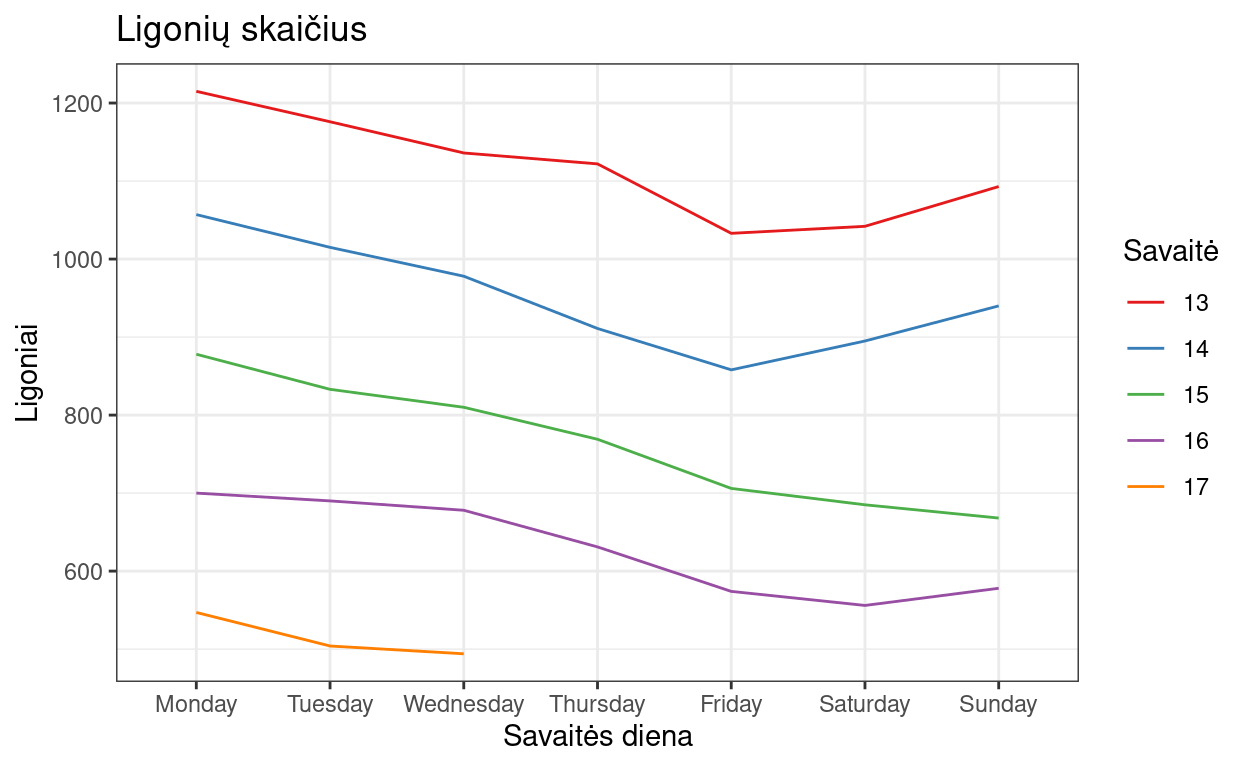 Ligonių skaičius
Ligoniai
1200
1000
800
600
Monday Tuesday Wednesday Thursday Friday Saturday Sunday
Savaitės diena
Savaitė
13
14
15
16
17